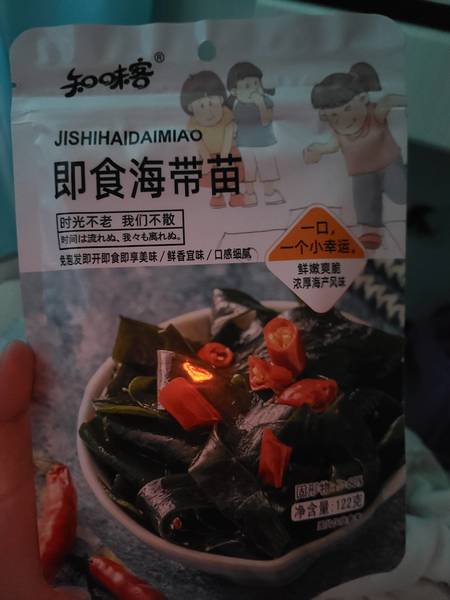 知味客®
JISHIHAIDAIMIAO
即食海带苗
时光不老 我们不散
時间は流れぬ、我々も离れぬ。
免泡发即开即食即享美味 / 鲜香宜味 / 口感细腻
一口，
一个小幸运。
鲜嫩爽脆
浓厚海产风味
固形物
净含量:122克